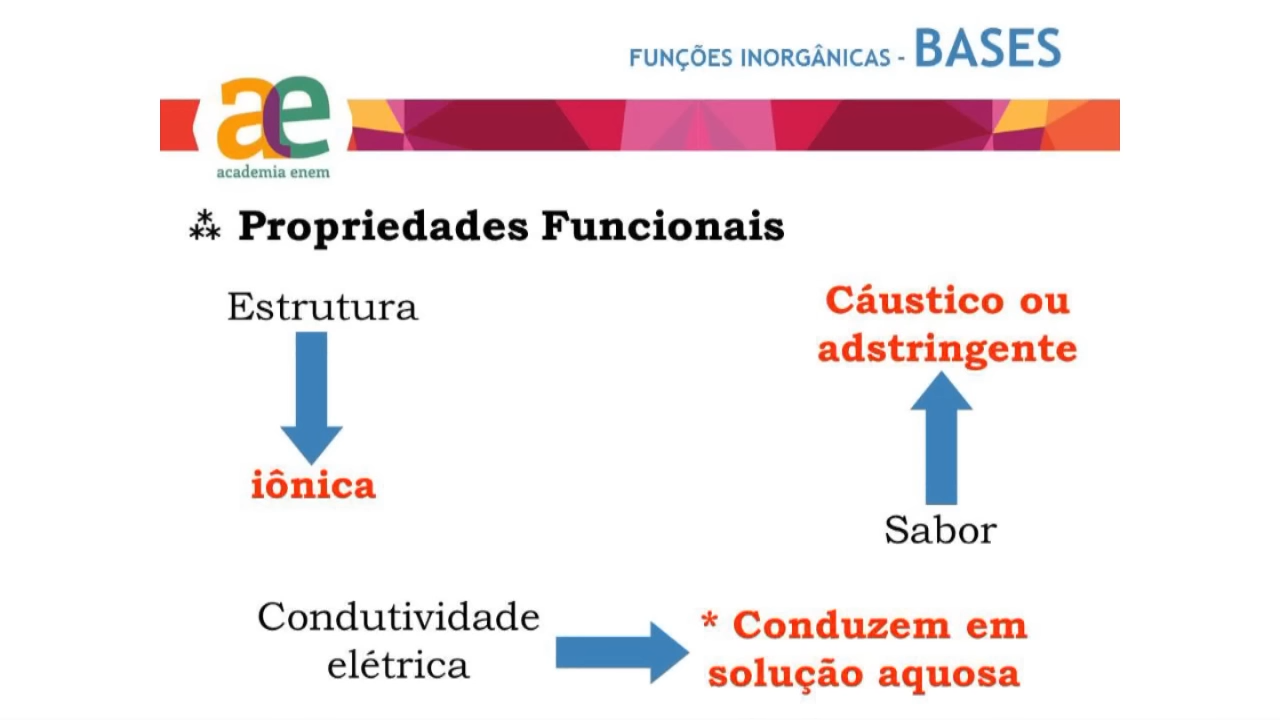 FUNÇÕES INORGÂNICAS - BASES
ae
academia enem
⁂ Propriedades Funcionais
Estrutura
iônica
Cáustico ou
adstringente
Sabor
Condutividade
elétrica
* Conduzem em
solução aquosa